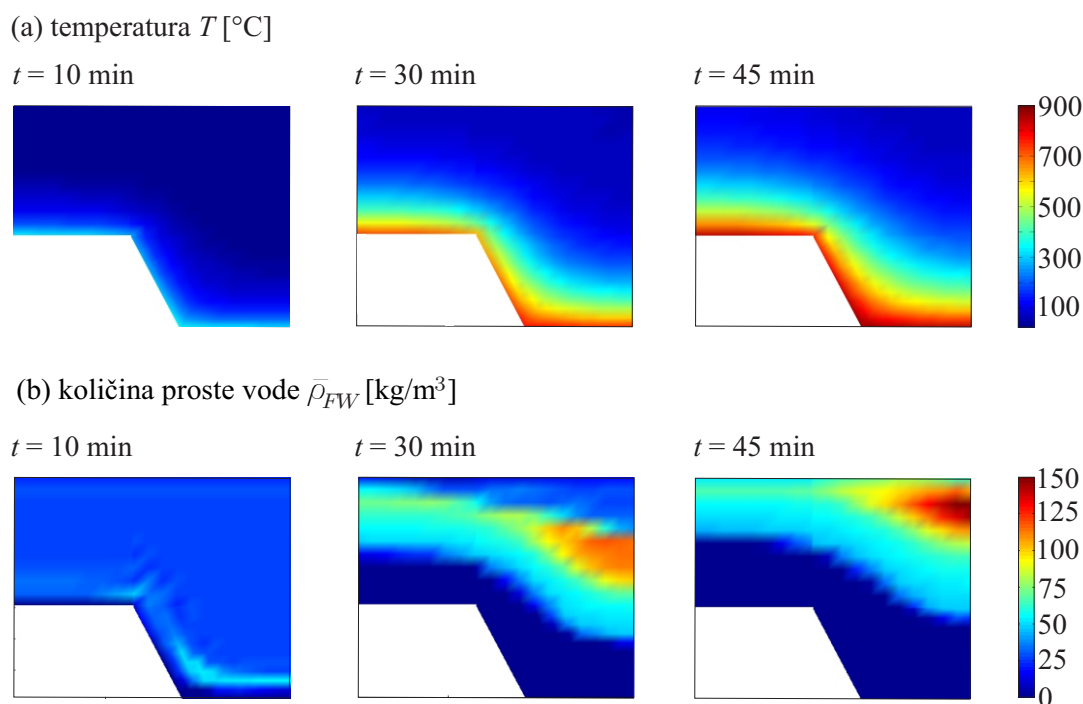 (a) temperatura T [°C]
t = 10 min
t = 30 min
t = 45 min
900
700
500
300
100
(b) količina proste vode ρ̄_FW [kg/m³]
t = 10 min
t = 30 min
t = 45 min
150
125
100
75
50
25
0